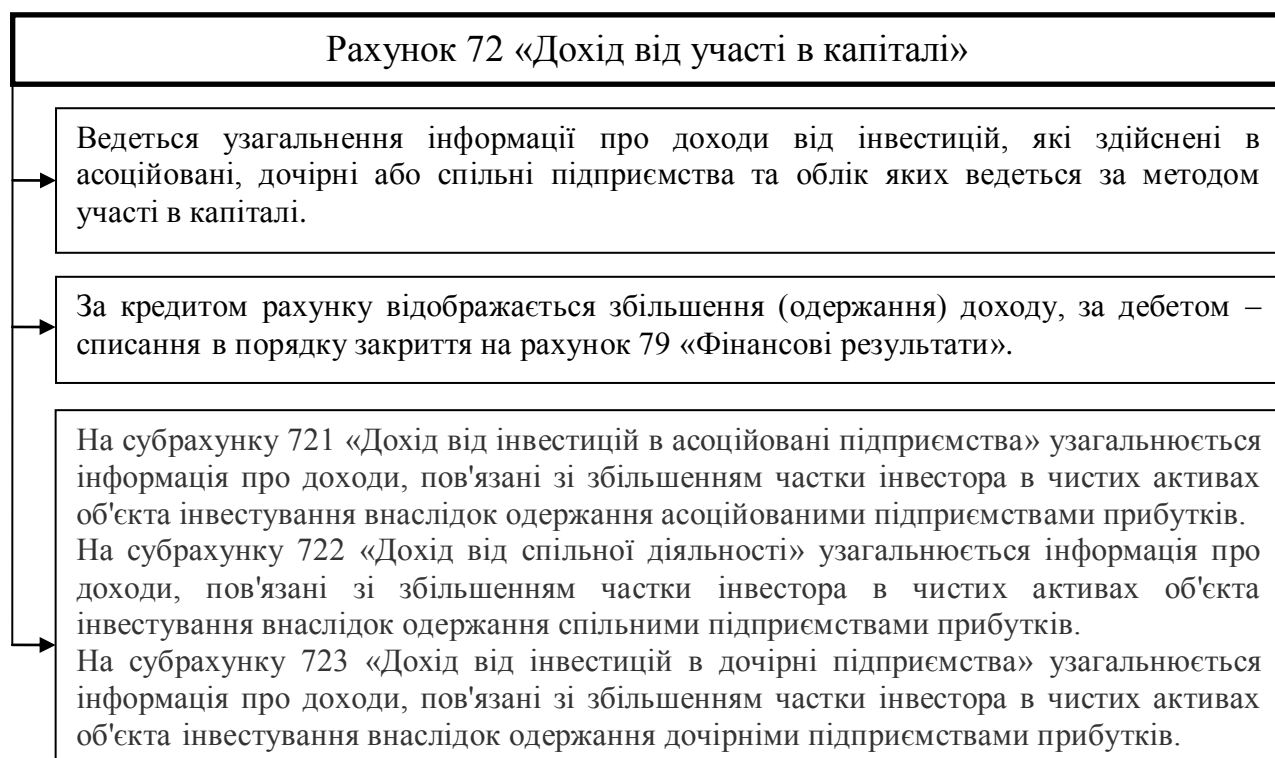 Рахунок 72 «Дохід від участі в капіталі»
Ведеться узагальнення інформації про доходи від інвестицій, які здійснені в
асоційовані, дочірні або спільні підприємства та облік яких ведеться за методом
участі в капіталі.
За кредитом рахунку відображається збільшення (одержання) доходу, за дебетом –
списання в порядку закриття на рахунок 79 «Фінансові результати».
На субрахунку 721 «Дохід від інвестицій в асоційовані підприємства» узагальнюється
інформація про доходи, пов'язані зі збільшенням частки інвестора в чистих активах
об'єкта інвестування внаслідок одержання асоційованими підприємствами прибутків.
На субрахунку 722 «Дохід від спільної діяльності» узагальнюється інформація про
доходи, пов'язані зі збільшенням частки інвестора в чистих активах об'єкта
інвестування внаслідок одержання спільними підприємствами прибутків.
На субрахунку 723 «Дохід від інвестицій в дочірні підприємства» узагальнюється
інформація про доходи, пов'язані зі збільшенням частки інвестора в чистих активах
об'єкта інвестування внаслідок одержання дочірніми підприємствами прибутків.